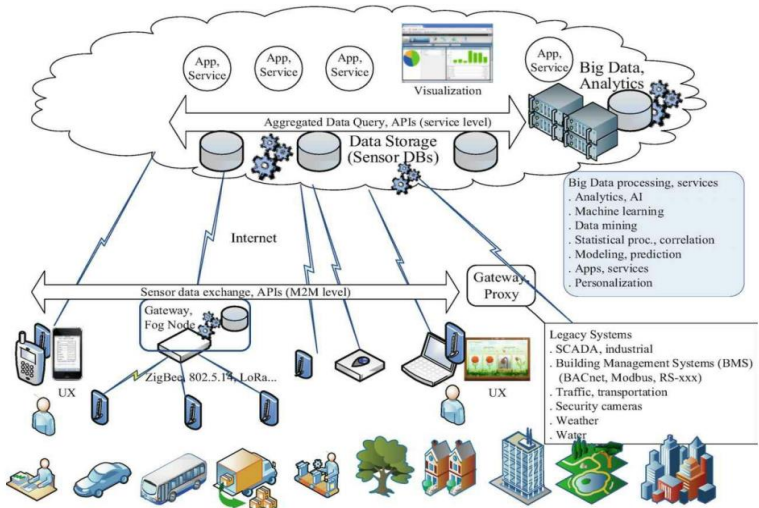 App,
Service
App,
Service
App,
Service
App,
Service
Visualization
Big Data,
Analytics
Aggregated Data Query, APIs (service level)
Data Storage
(Sensor DBs)
Big Data processing, services
. Analytics, AI
. Machine learning
. Data mining
. Statistical proc., correlation
. Modeling, prediction
. Apps, services
. Personalization
Internet
Sensor data exchange, APIs (M2M level)
Gateway,
Proxy
Gateway,
Fog Node
Legacy Systems
. SCADA, industrial
. Building Management Systems (BMS)
(BACnet, Modbus, RS-xxx)
. Traffic, transportation
. Security cameras
. Weather
. Water
UX
ZigBee, 802.5.14, LoRa...
UX